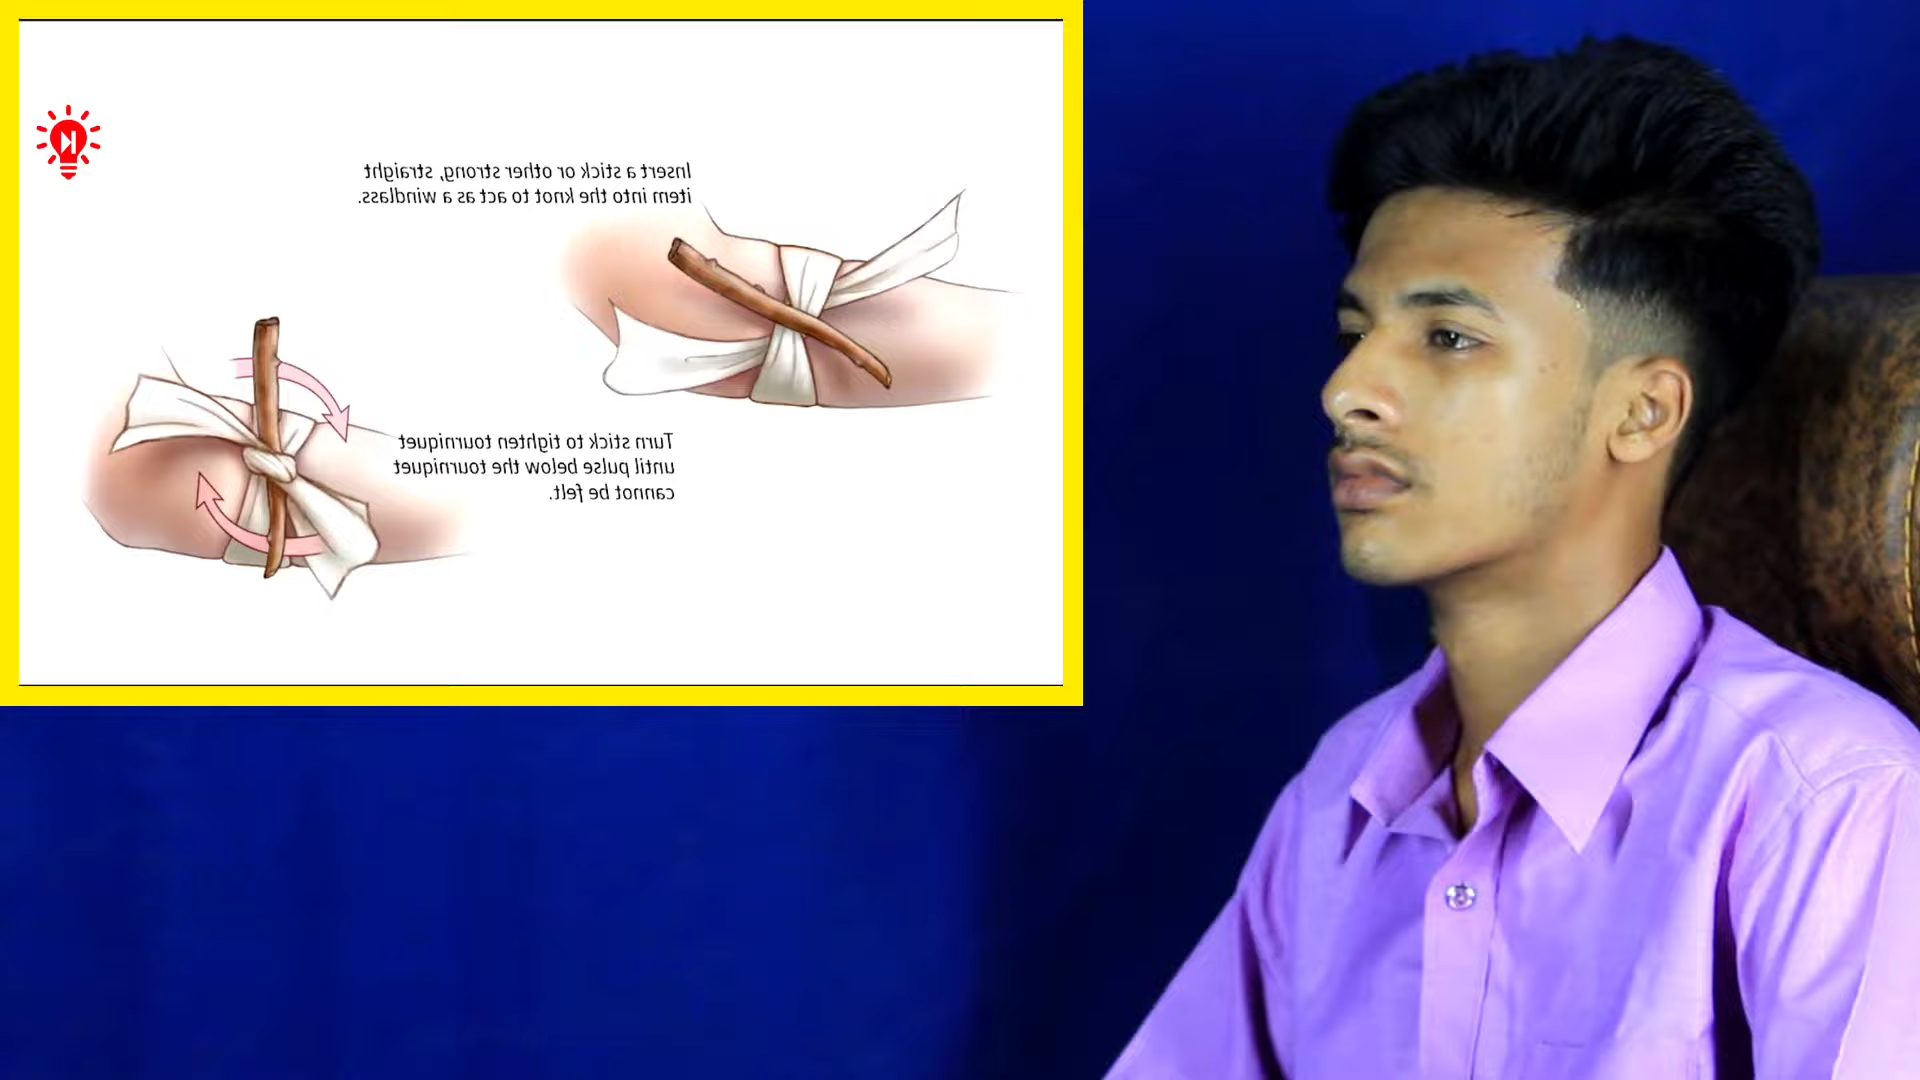 Insert a stick or other strong, straight
item into the knot to act as a windlass.
Turn stick to tighten tourniquet
until pulse below the tourniquet
cannot be felt.